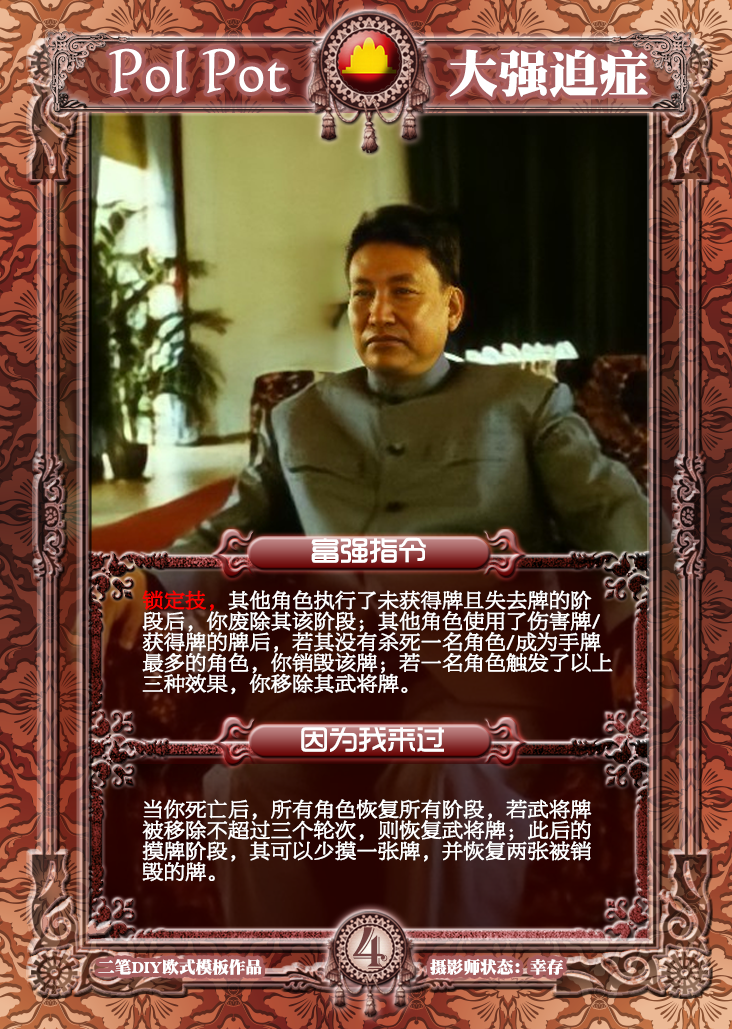 Pol Pot
大强迫症
富强指令
锁定技，其他角色执行了未获得牌且失去牌的阶
段后，你废除其该阶段；其他角色使用了伤害牌/
获得牌的牌后，若其没有杀死一名角色/成为手牌
最多的角色，你销毁该牌；若一名角色触发了以上
三种效果，你移除其武将牌。
因为我来过
当你死亡后，所有角色恢复所有阶段，若武将牌
被移除不超过三个轮次，则恢复武将牌；此后的
摸牌阶段，其可以少摸一张牌，并恢复两张被销
毁的牌。
三笔DIY欧式模板作品
4
摄影师状态：幸存